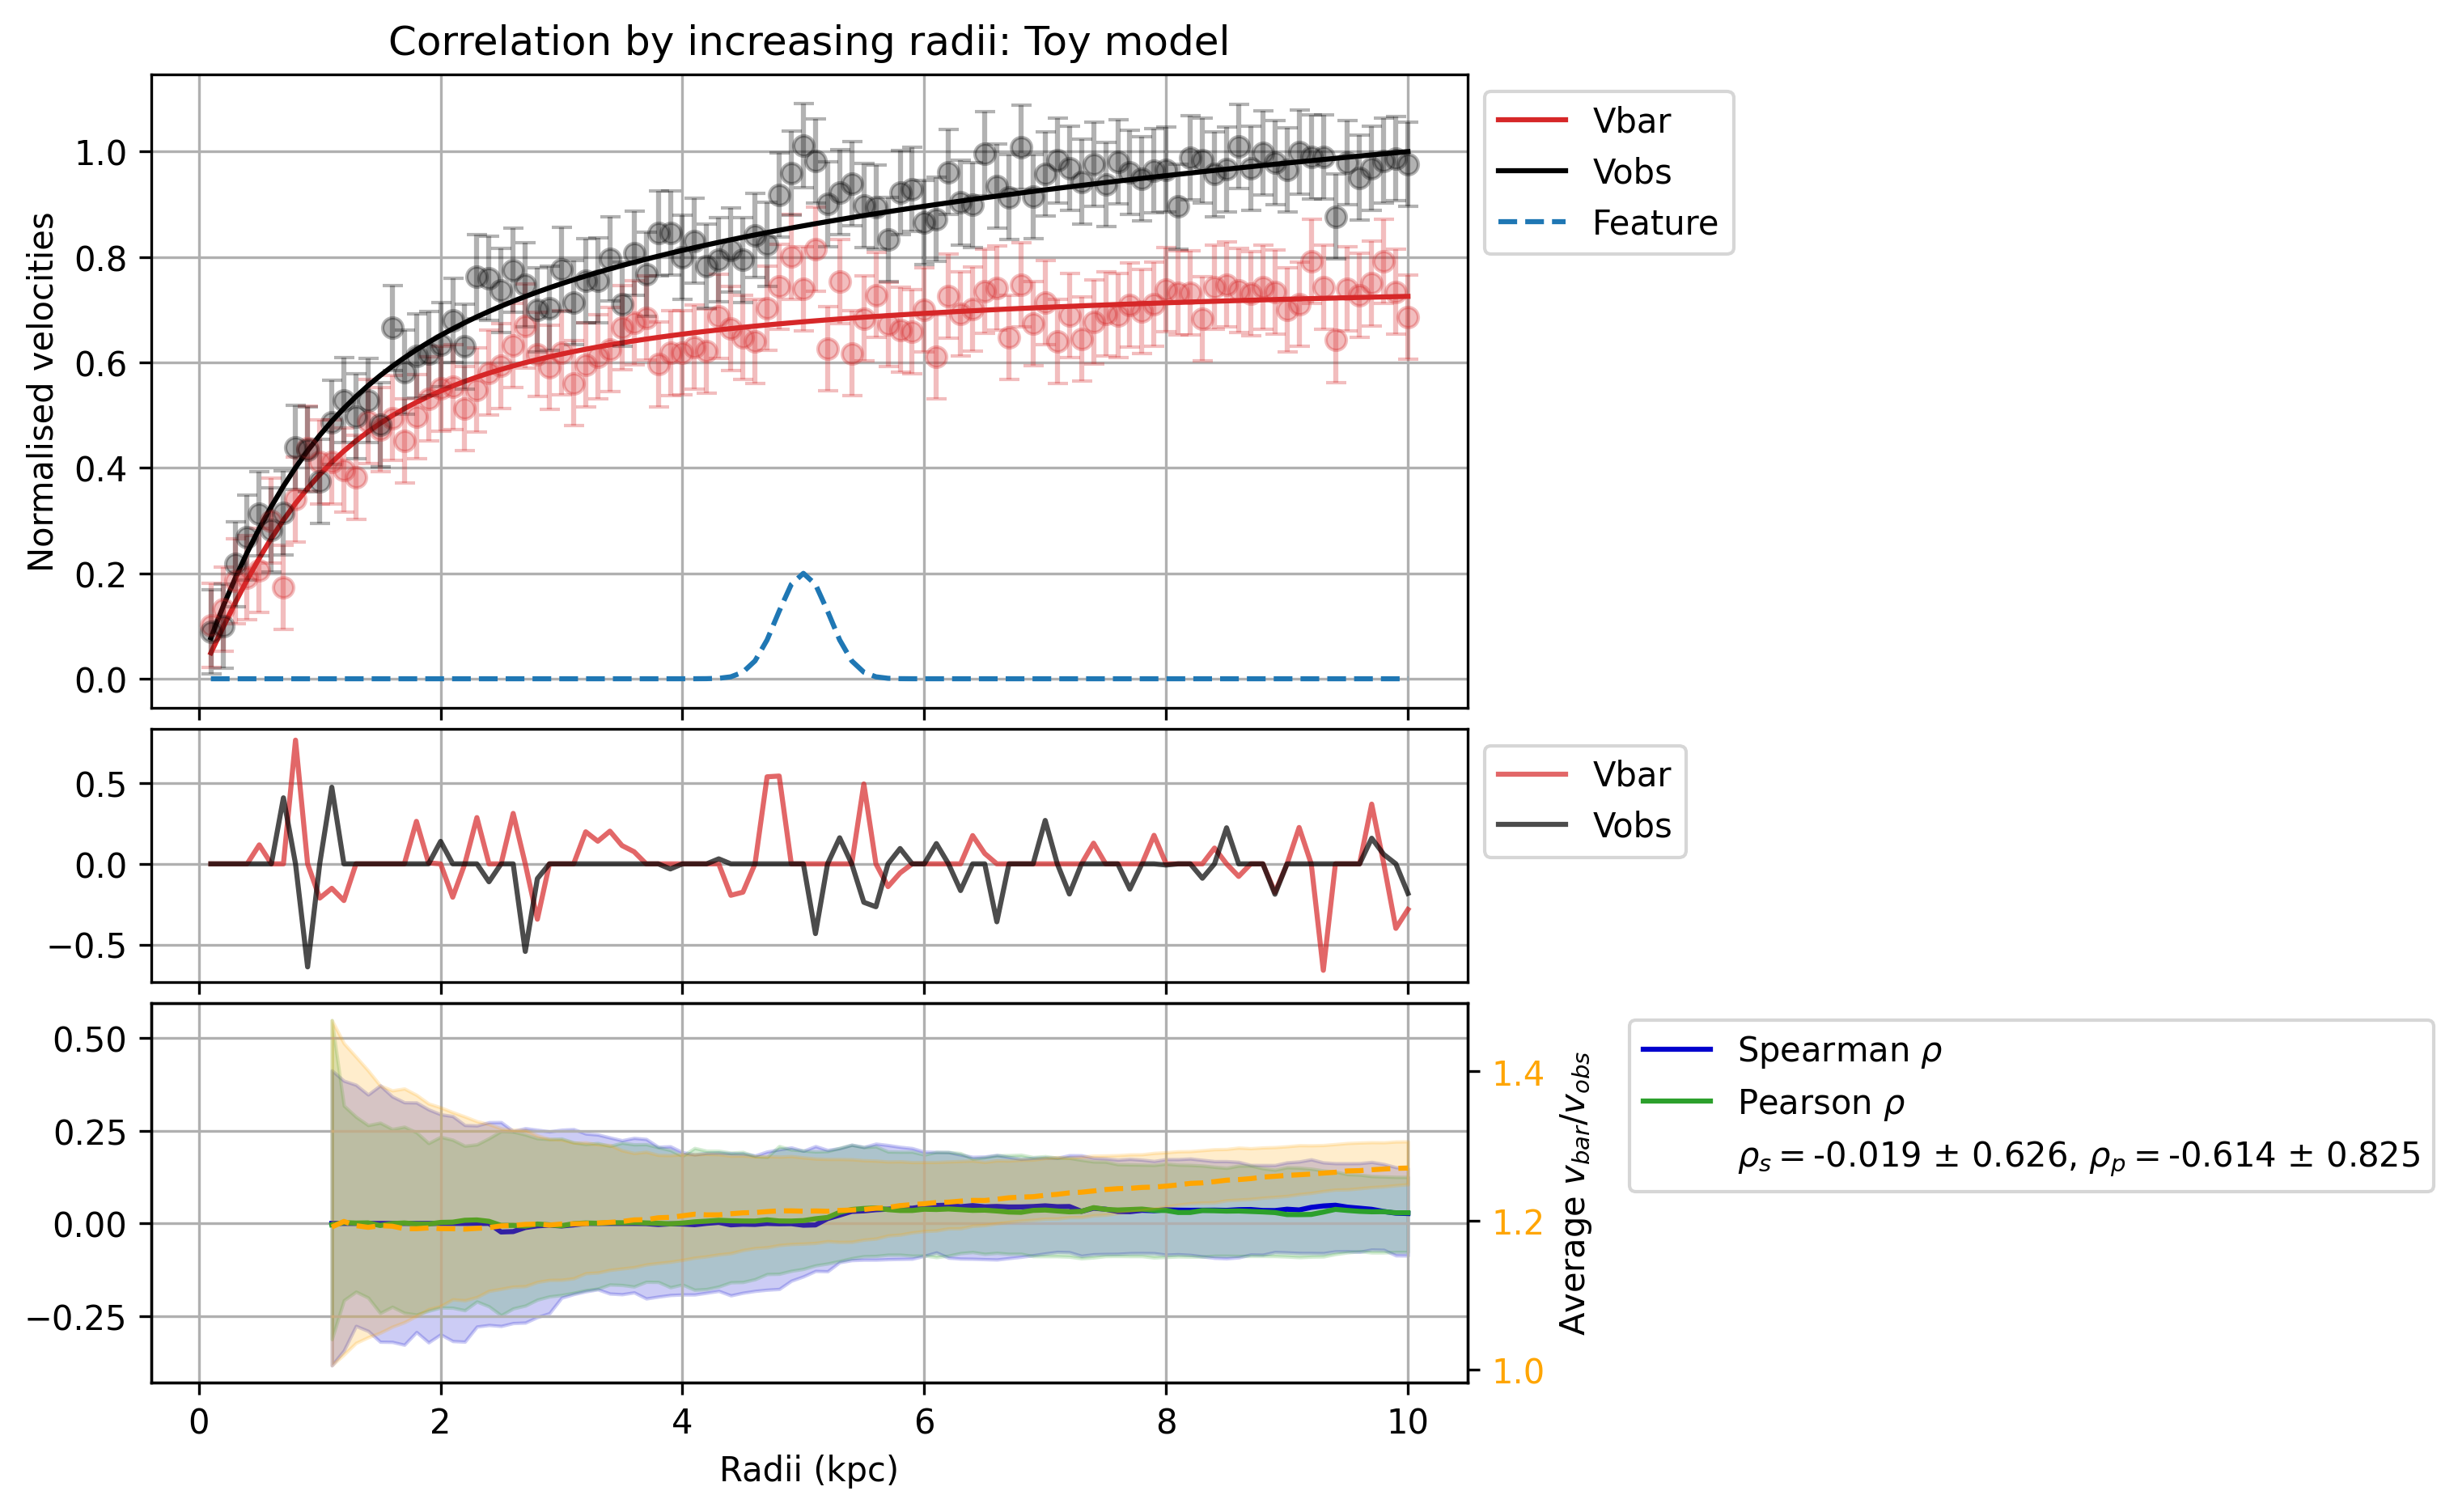 Correlation by increasing radii: Toy model
Normalised velocities
1.0
0.8
0.6
0.4
0.2
0.0
Vbar
Vobs
Feature
0.5
0.0
−0.5
Vbar
Vobs
0.50
0.25
0.00
−0.25
1.4
1.2
1.0
Average v_bar/v_obs
Spearman ρ
Pearson ρ
ρ_s = -0.019 ± 0.626, ρ_p = -0.614 ± 0.825
0 2 4 6 8 10
Radii (kpc)